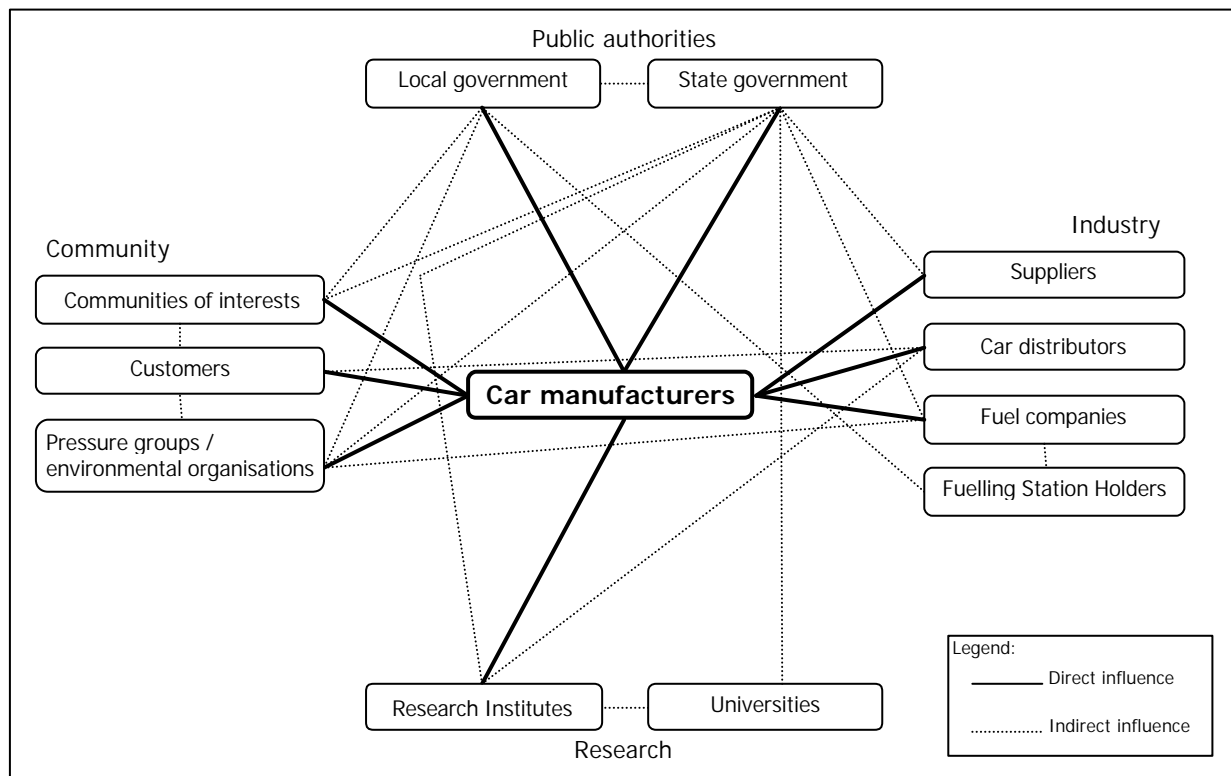 Public authorities
Local government
State government
Community
Industry
Communities of interests
Suppliers
Customers
Car distributors
Car manufacturers
Pressure groups /
environmental organisations
Fuel companies
Fuelling Station Holders
Legend:
Direct influence
Indirect influence
Research Institutes
Universities
Research